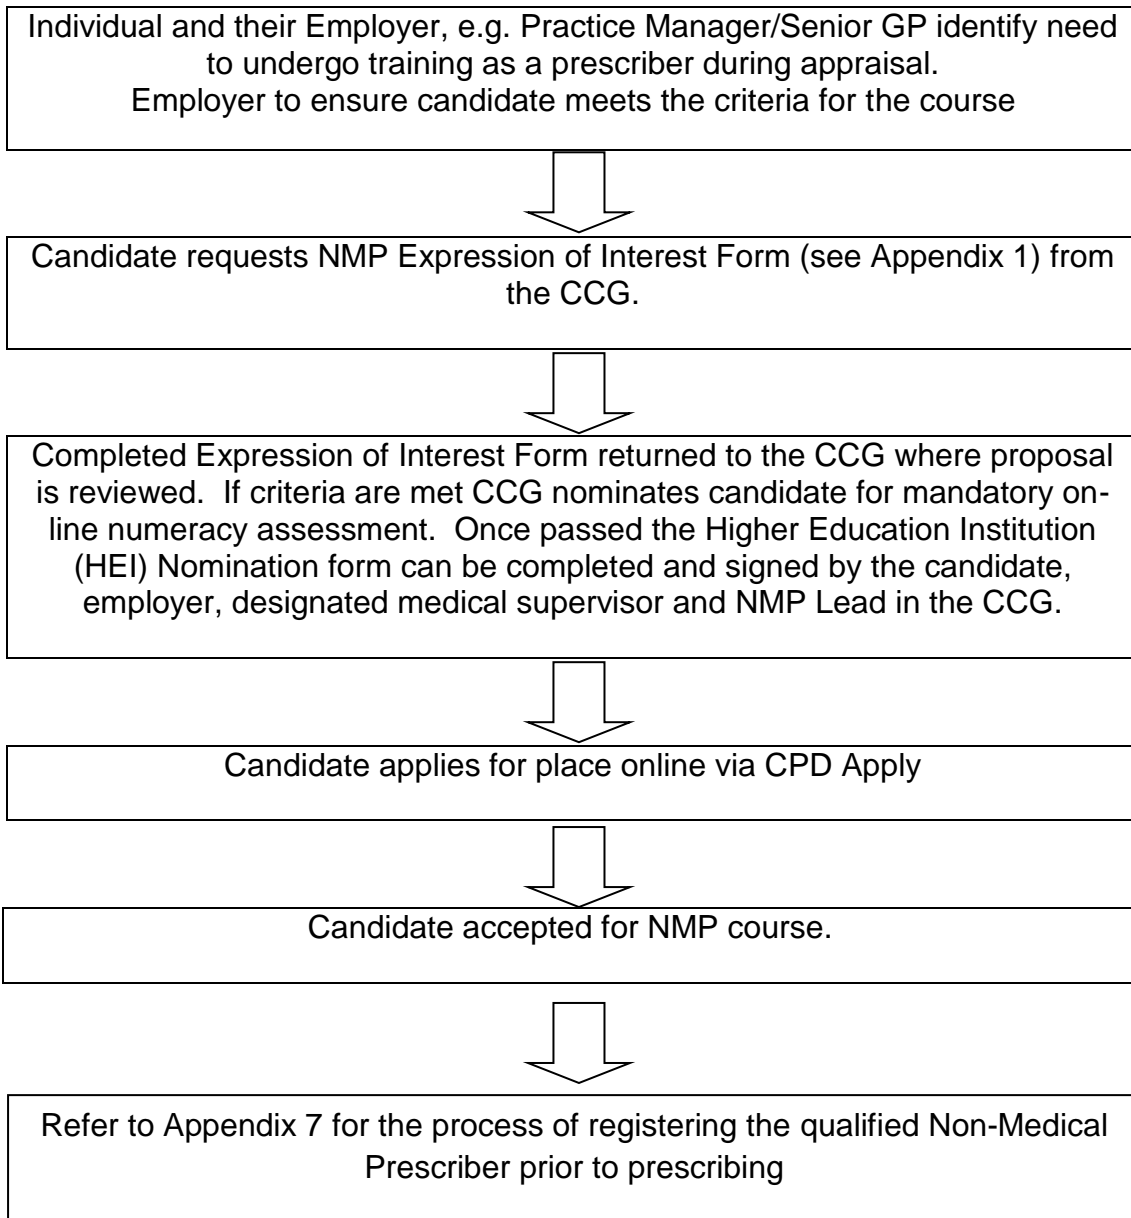 Individual and their Employer, e.g. Practice Manager/Senior GP identify need
to undergo training as a prescriber during appraisal.
Employer to ensure candidate meets the criteria for the course
Candidate requests NMP Expression of Interest Form (see Appendix 1) from
the CCG.
Completed Expression of Interest Form returned to the CCG where proposal
is reviewed.  If criteria are met CCG nominates candidate for mandatory on-
line numeracy assessment.  Once passed the Higher Education Institution
(HEI) Nomination form can be completed and signed by the candidate,
employer, designated medical supervisor and NMP Lead in the CCG.
Candidate applies for place online via CPD Apply
Candidate accepted for NMP course.
Refer to Appendix 7 for the process of registering the qualified Non-Medical
Prescriber prior to prescribing